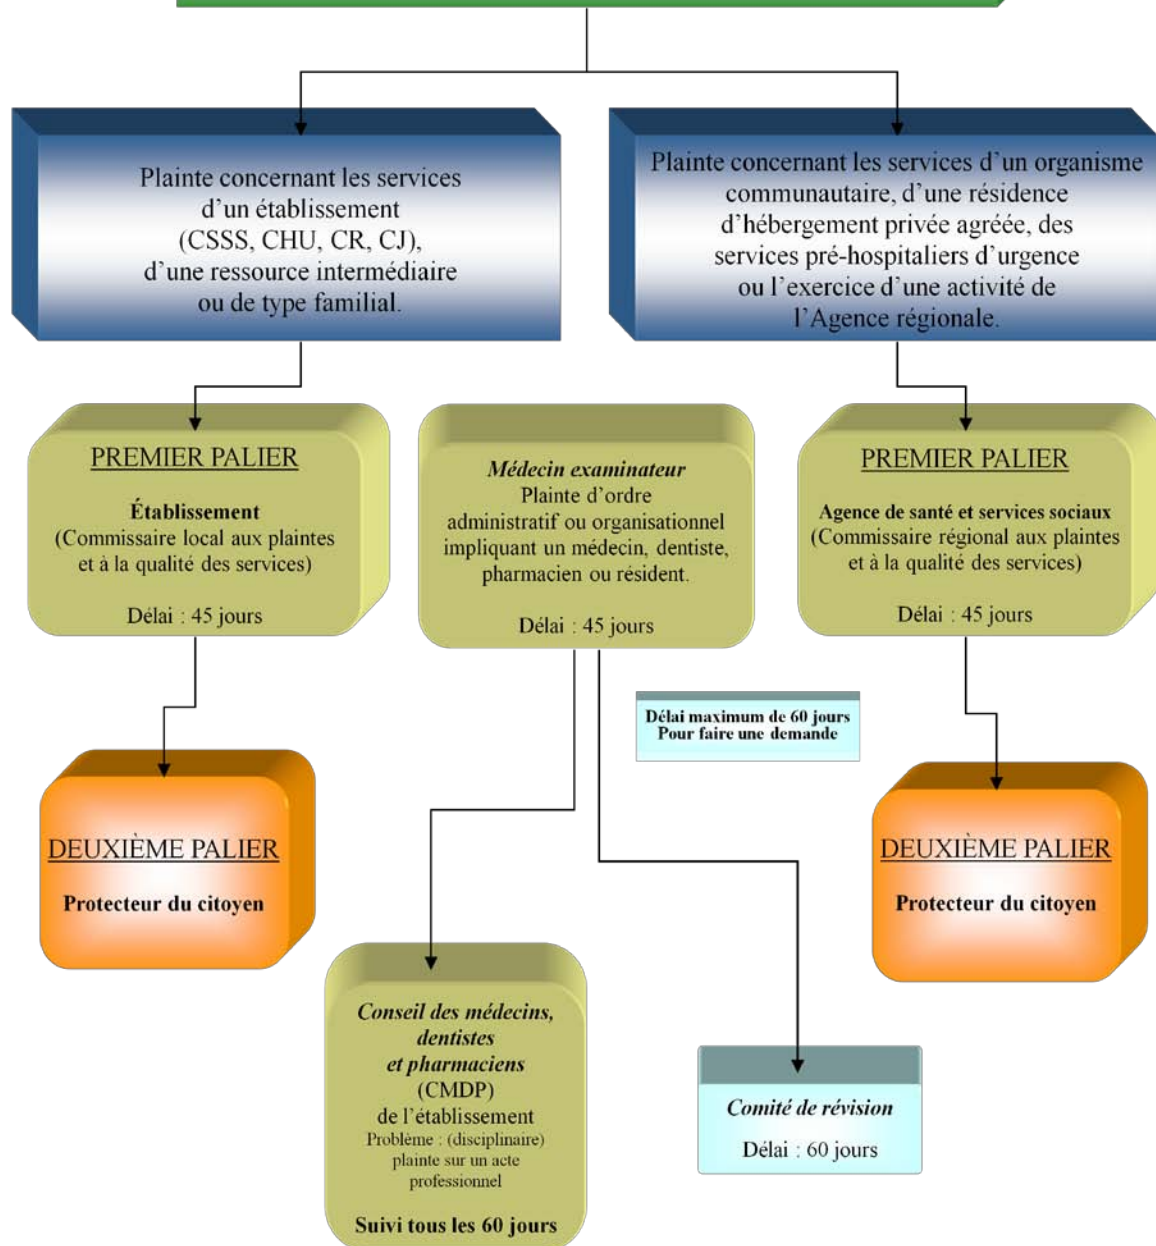 Plainte concernant les services
d’un établissement
(CSSS, CHU, CR, CJ),
d’une ressource intermédiaire
ou de type familial.
Plainte concernant les services d’un organisme
communautaire, d’une résidence
d’hébergement privée agréée, des
services pré-hospitaliers d’urgence
ou l’exercice d’une activité de
l’Agence régionale.
PREMIER PALIER
Établissement
(Commissaire local aux plaintes
et à la qualité des services)
Délai : 45 jours
Médecin examinateur
Plainte d’ordre
administratif ou organisationnel
impliquant un médecin, dentiste,
pharmacien ou résident.
Délai : 45 jours
PREMIER PALIER
Agence de santé et services sociaux
(Commissaire régional aux plaintes
et à la qualité des services)
Délai : 45 jours
Délai maximum de 60 jours
Pour faire une demande
DEUXIÈME PALIER
Protecteur du citoyen
DEUXIÈME PALIER
Protecteur du citoyen
Conseil des médecins,
dentistes
et pharmaciens
(CMDP)
de l’établissement
Problème : (disciplinaire)
plainte sur un acte
professionnel
Suivi tous les 60 jours
Comité de révision
Délai : 60 jours